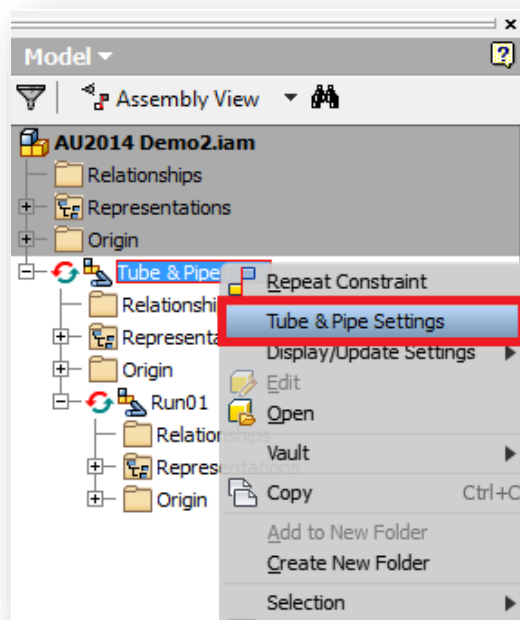 Model
Assembly View
AU2014 Demo2.iam
Relationships
Representations
Origin
Tube & Pipe
Relationshi
Representa
Origin
Run01
Relationships
Representations
Origin
Repeat Constraint
Tube & Pipe Settings
Display/Update Settings
Edit
Open
Vault
Copy Ctrl+C
Add to New Folder
Create New Folder
Selection